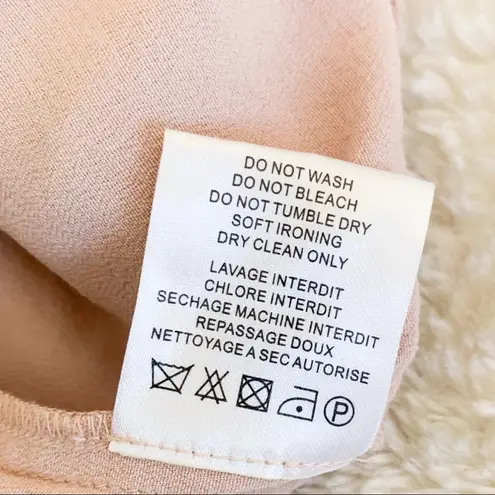 DO NOT WASH
DO NOT BLEACH
DO NOT TUMBLE DRY
SOFT IRONING
DRY CLEAN ONLY
LAVAGE INTERDIT
CHLORE INTERDIT
SECHAGE MACHINE INTERDIT
REPASSAGE DOUX
NETTOYAGE A SEC AUTORISE
P